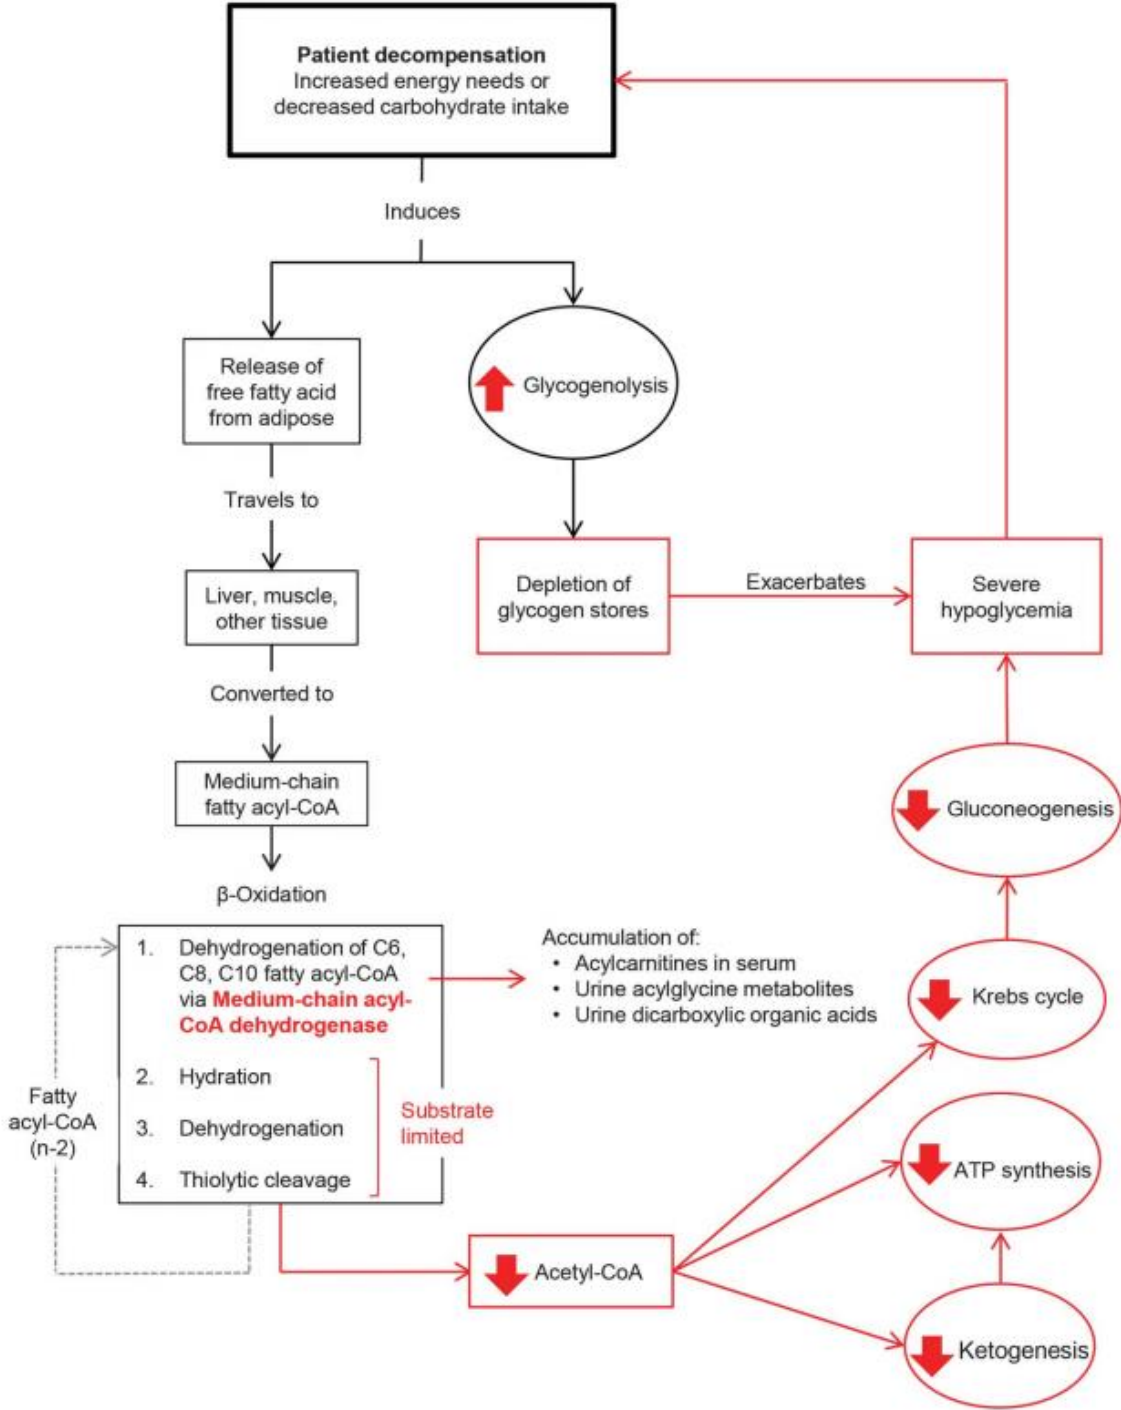 Patient decompensation
Increased energy needs or
decreased carbohydrate intake
Induces
Release of
free fatty acid
from adipose
Glycogenolysis
Travels to
Liver, muscle,
other tissue
Depletion of
glycogen stores
Exacerbates
Severe
hypoglycemia
Converted to
Medium-chain
fatty acyl-CoA
Gluconeogenesis
β-Oxidation
1. Dehydrogenation of C6,
C8, C10 fatty acyl-CoA
via Medium-chain acyl-
CoA dehydrogenase
2. Hydration
3. Dehydrogenation
4. Thiolytic cleavage
Substrate
limited
Fatty
acyl-CoA
(n-2)
Accumulation of:
• Acylcarnitines in serum
• Urine acylglycine metabolites
• Urine dicarboxylic organic acids
Krebs cycle
ATP synthesis
Acetyl-CoA
Ketogenesis